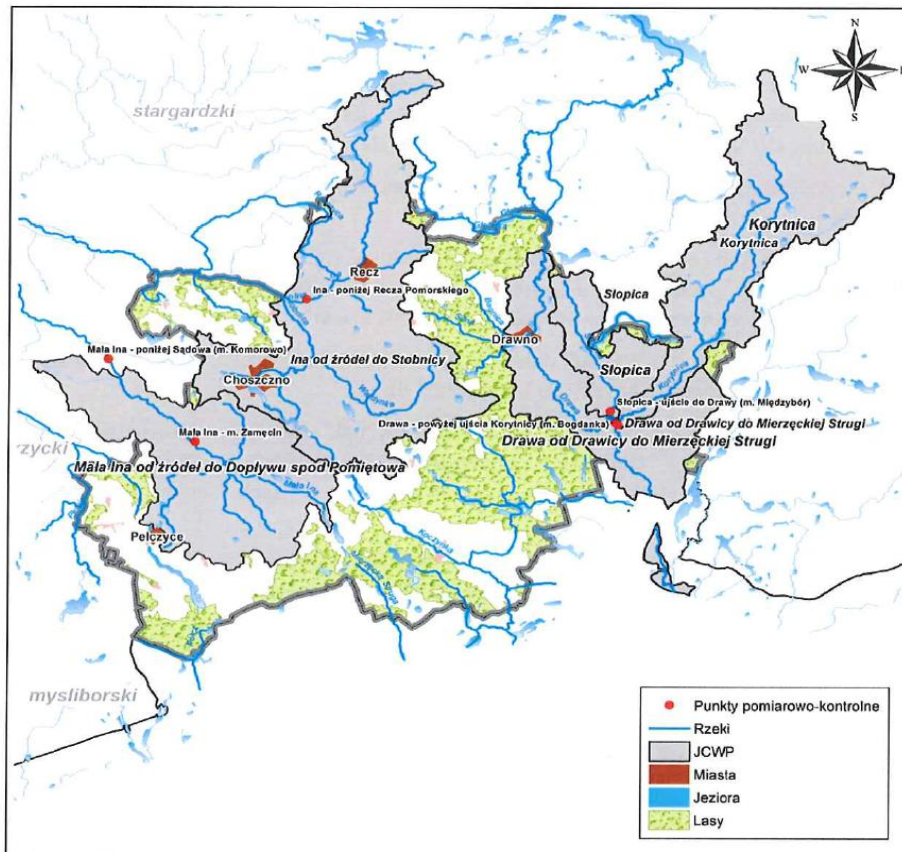 N
W
S
stargardzki
Korytnica
Korytnica
Recz
Słopica
Ina - poniżej Recza Pomorskiego
Drawno
Mała Ina - poniżej Sądowa (m. Komorowo)
Ina od źródeł do Stobnicy
Słopica
Korytnica
Choszczno
Słopica - ujście do Drawy (m. Międzybór)
Drawa - powyżej ujścia Korytnicy (m. Bogdanka)
Drawa od Drawicy do Mierzęckiej Strugi
Drawa od Drawicy do Mierzęckiej Strugi
Mała Ina - m. Żamęcin
rzycki
Mała Ina od źródeł do Dopływu spod Pomiętowa
Mała Ina
Pełczyce
myśliborski
Punkty pomiarowo-kontrolne
Rzeki
JCWP
Miasta
Jeziora
Lasy